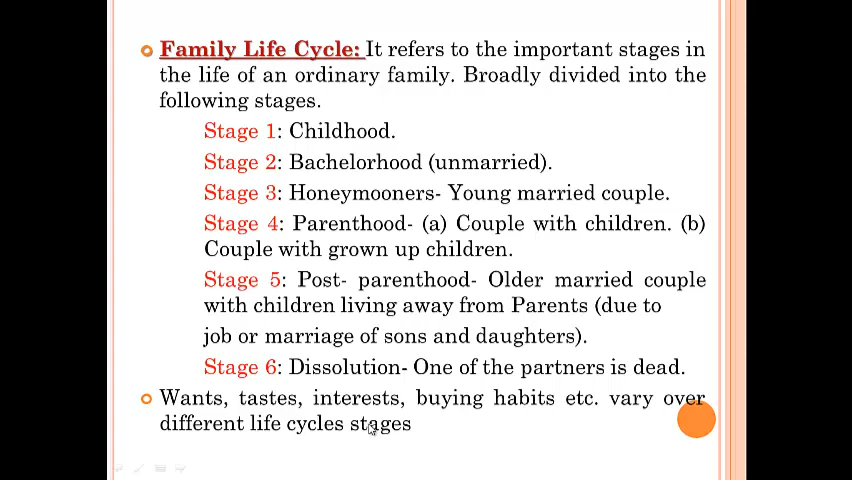 Family Life Cycle: It refers to the important stages in
the life of an ordinary family. Broadly divided into the
following stages.
Stage 1: Childhood.
Stage 2: Bachelorhood (unmarried).
Stage 3: Honeymooners- Young married couple.
Stage 4: Parenthood- (a) Couple with children. (b)
Couple with grown up children.
Stage 5: Post- parenthood- Older married couple
with children living away from Parents (due to
job or marriage of sons and daughters).
Stage 6: Dissolution- One of the partners is dead.
Wants, tastes, interests, buying habits etc. vary over
different life cycles stages